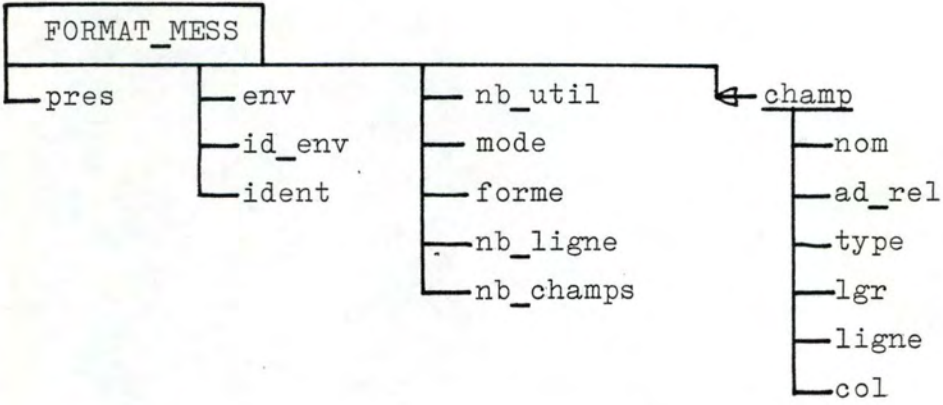 FORMAT_MESS
pres
env
id_env
ident
nb_util
mode
forme
nb_ligne
nb_champs
champ
nom
ad_rel
type
lgr
ligne
col